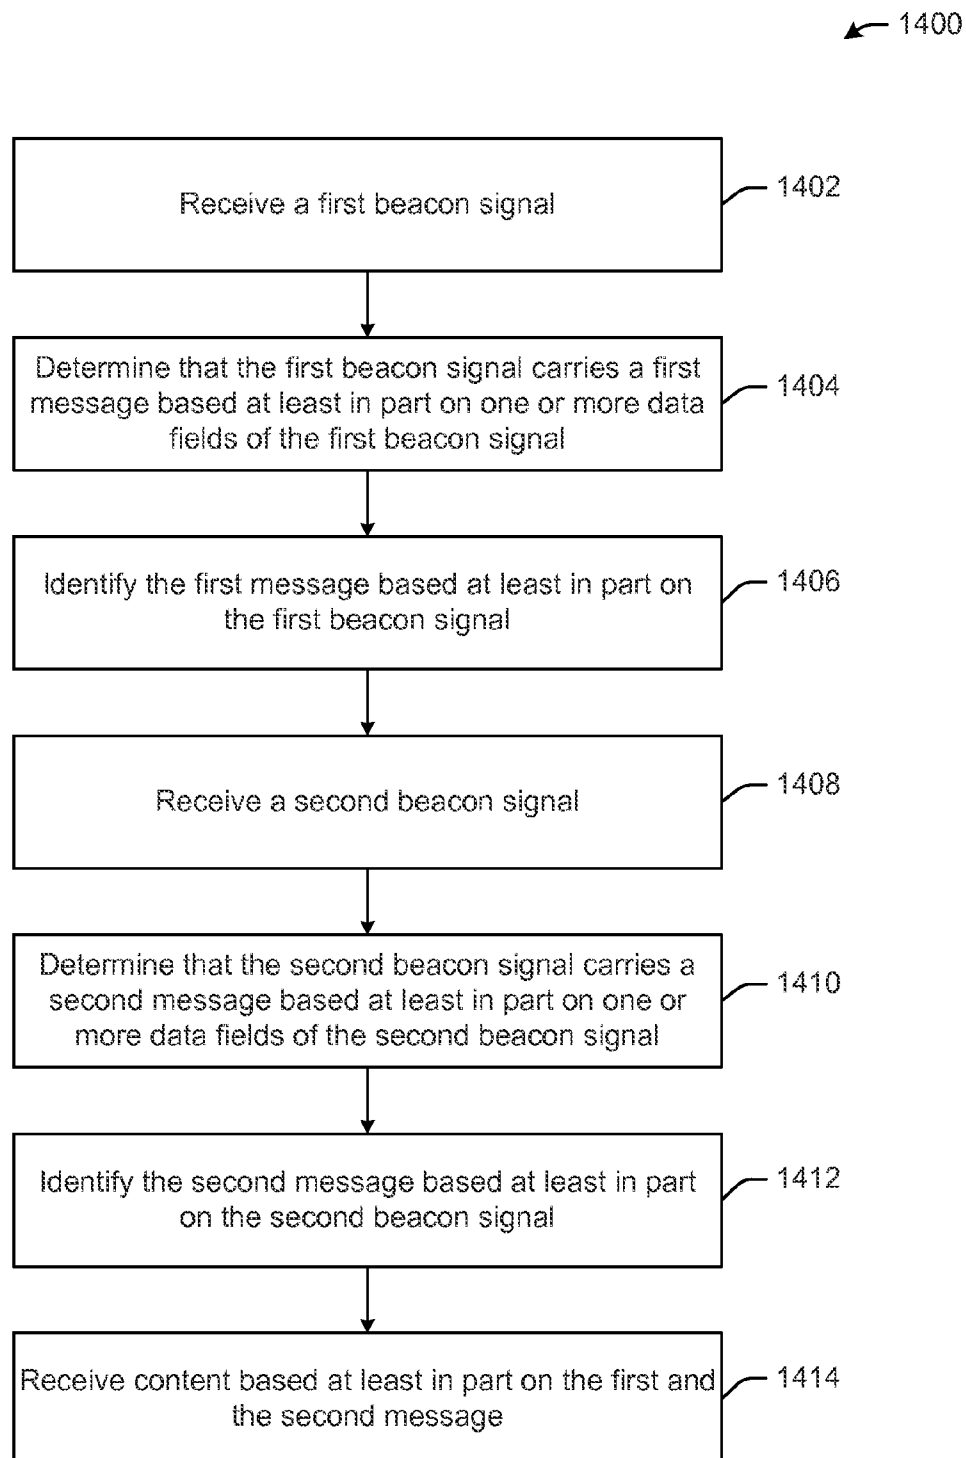 1400
Receive a first beacon signal
1402
Determine that the first beacon signal carries a first
message based at least in part on one or more data
fields of the first beacon signal
1404
Identify the first message based at least in part on
the first beacon signal
1406
Receive a second beacon signal
1408
Determine that the second beacon signal carries a
second message based at least in part on one or
more data fields of the second beacon signal
1410
Identify the second message based at least in part
on the second beacon signal
1412
Receive content based at least in part on the first and
the second message
1414